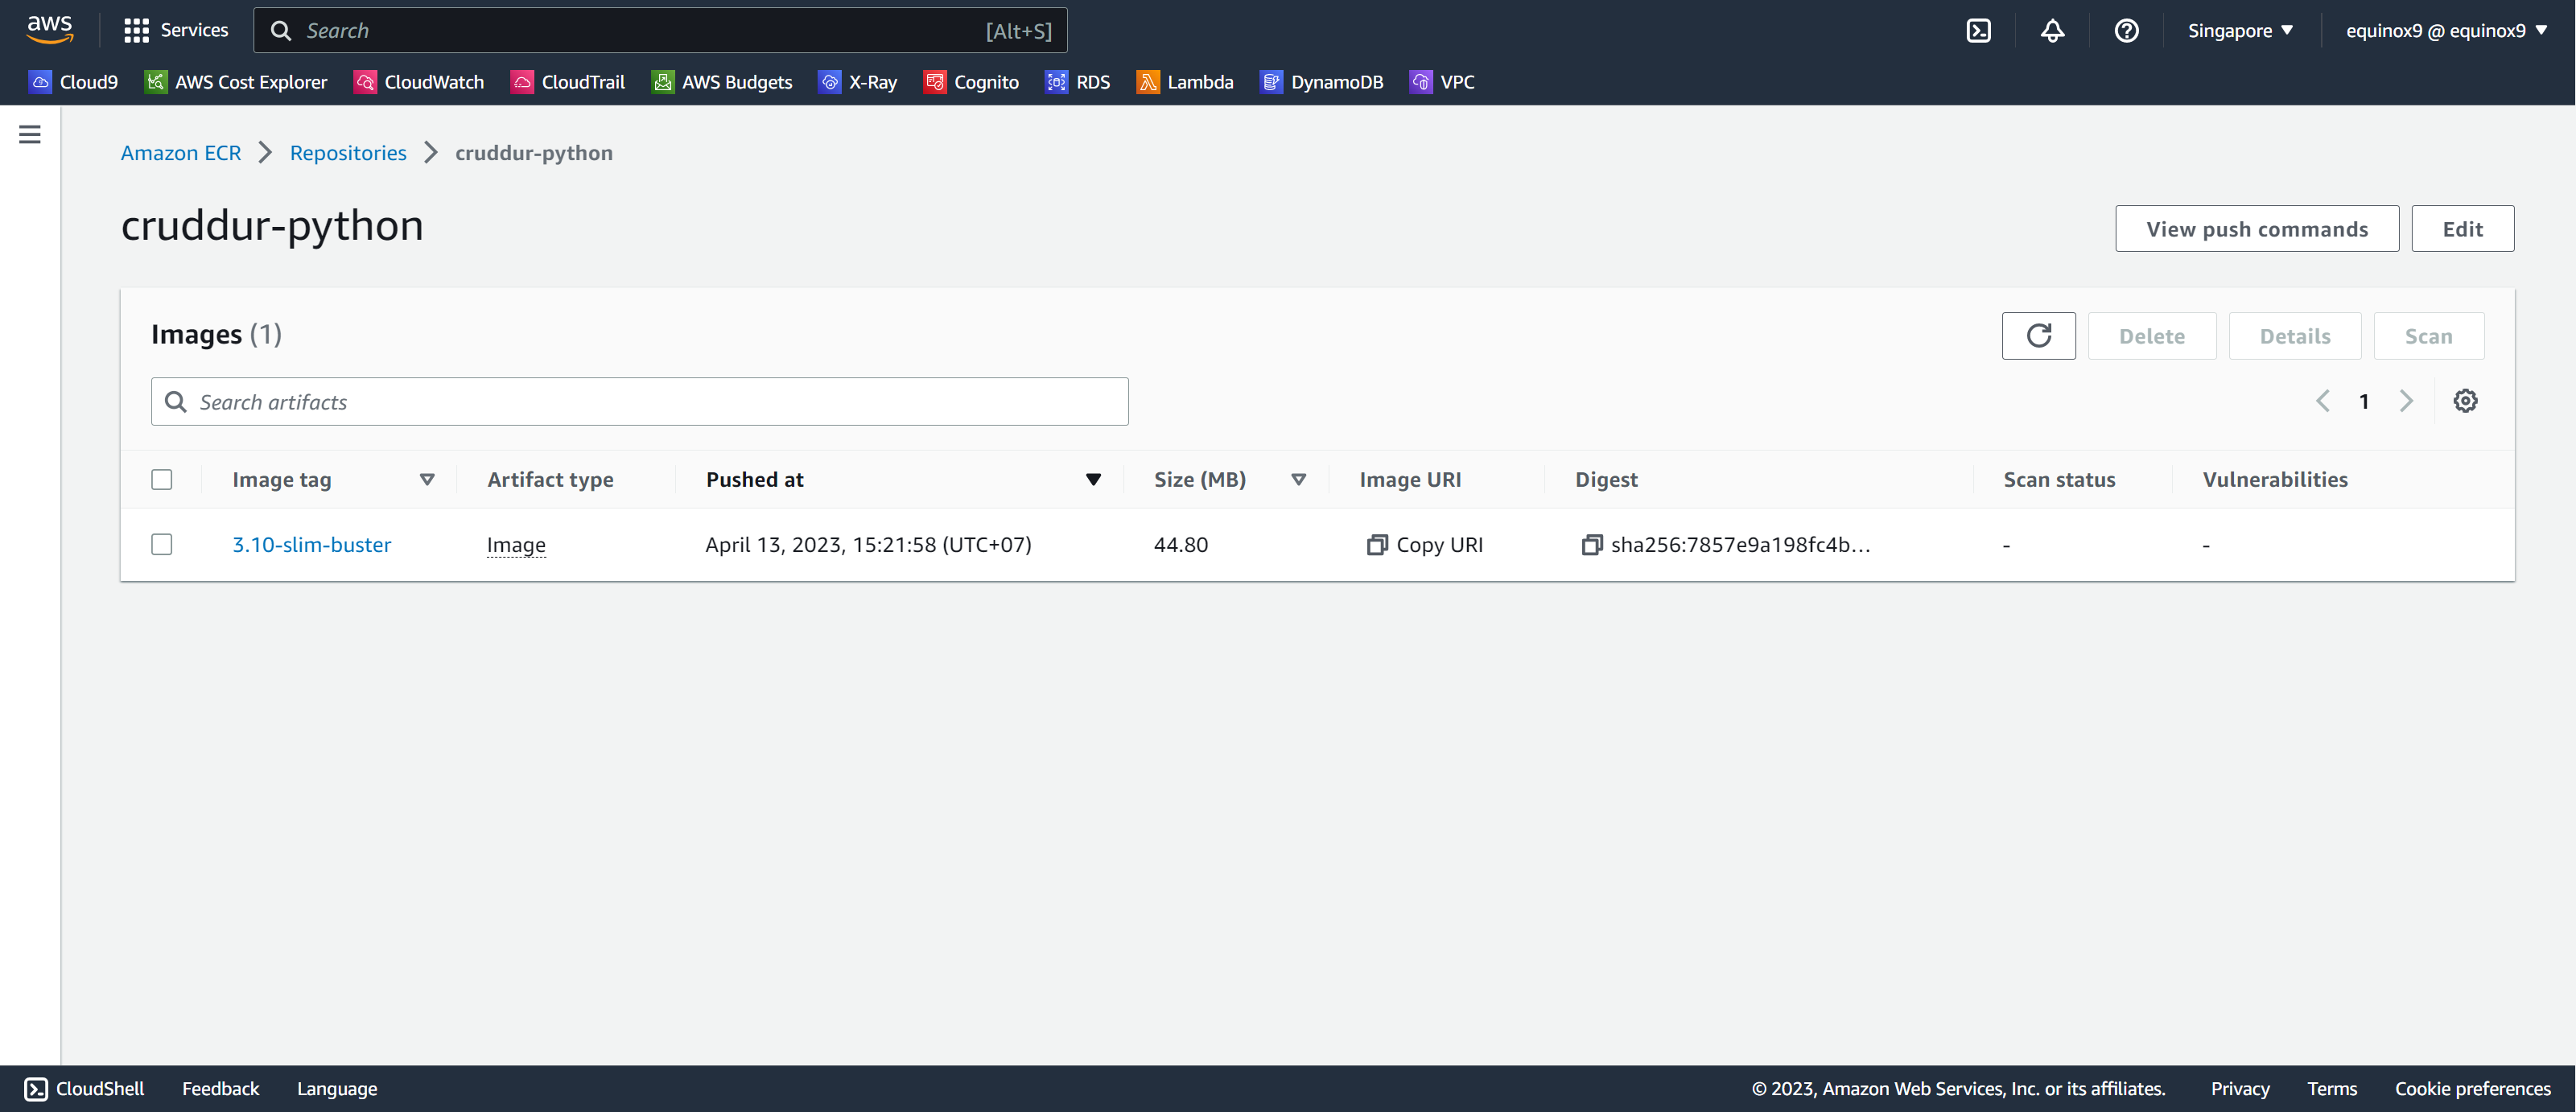 aws
Services
Search
[Alt+S]
Singapore
equinox9 @ equinox9
Cloud9
AWS Cost Explorer
CloudWatch
CloudTrail
AWS Budgets
X-Ray
Cognito
RDS
Lambda
DynamoDB
VPC
Amazon ECR
Repositories
cruddur-python
cruddur-python
View push commands
Edit
Images (1)
Delete
Details
Scan
Search artifacts
1
Image tag
Artifact type
Pushed at
Size (MB)
Image URI
Digest
Scan status
Vulnerabilities
3.10-slim-buster
Image
April 13, 2023, 15:21:58 (UTC+07)
44.80
Copy URI
sha256:7857e9a198fc4b...
-
-
CloudShell
Feedback
Language
© 2023, Amazon Web Services, Inc. or its affiliates.
Privacy
Terms
Cookie preferences